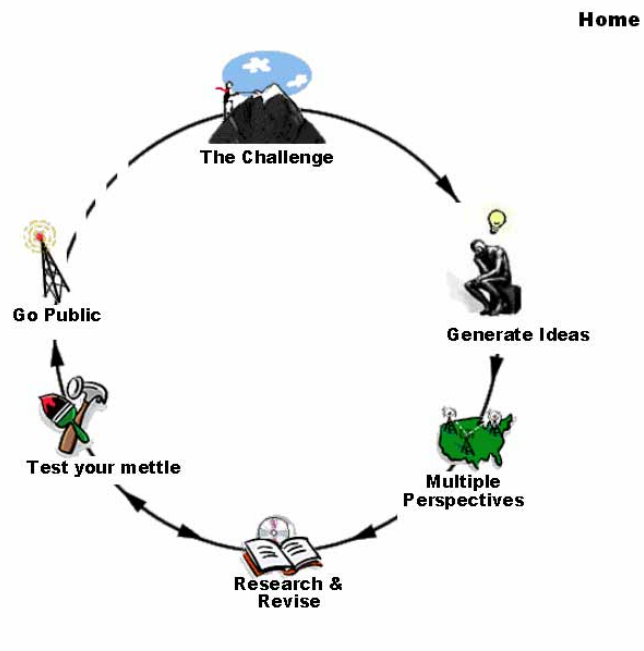 Home
The Challenge
Generate Ideas
Multiple
Perspectives
Research &
Revise
Test your mettle
Go Public